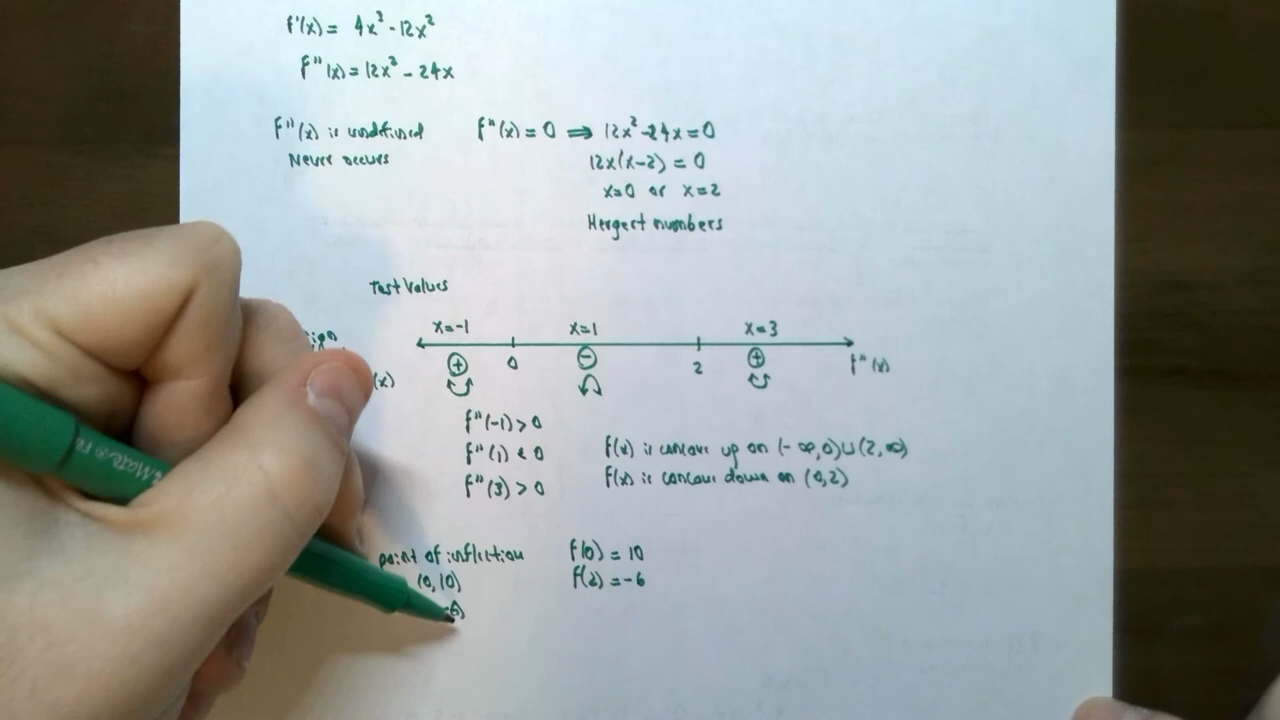 f'(x) = 4x³ - 12x²
f''(x) = 12x² - 24x
f''(x) is undefined
Never occurs
f''(x) = 0 ⟹ 12x² - 24x = 0
12x(x-2) = 0
x=0 or x=2
Hergert numbers
Test Values
x=-1 x=1 x=3
+ 0 - 2 + f''(x)
(x)
f''(-1) > 0
f''(1) < 0
f''(3) > 0
f(x) is concave up on (-∞,0)∪(2,∞)
f(x) is concave down on (0,2)
point of inflection
(0,10)
6)
f(0) = 10
f(2) = -6